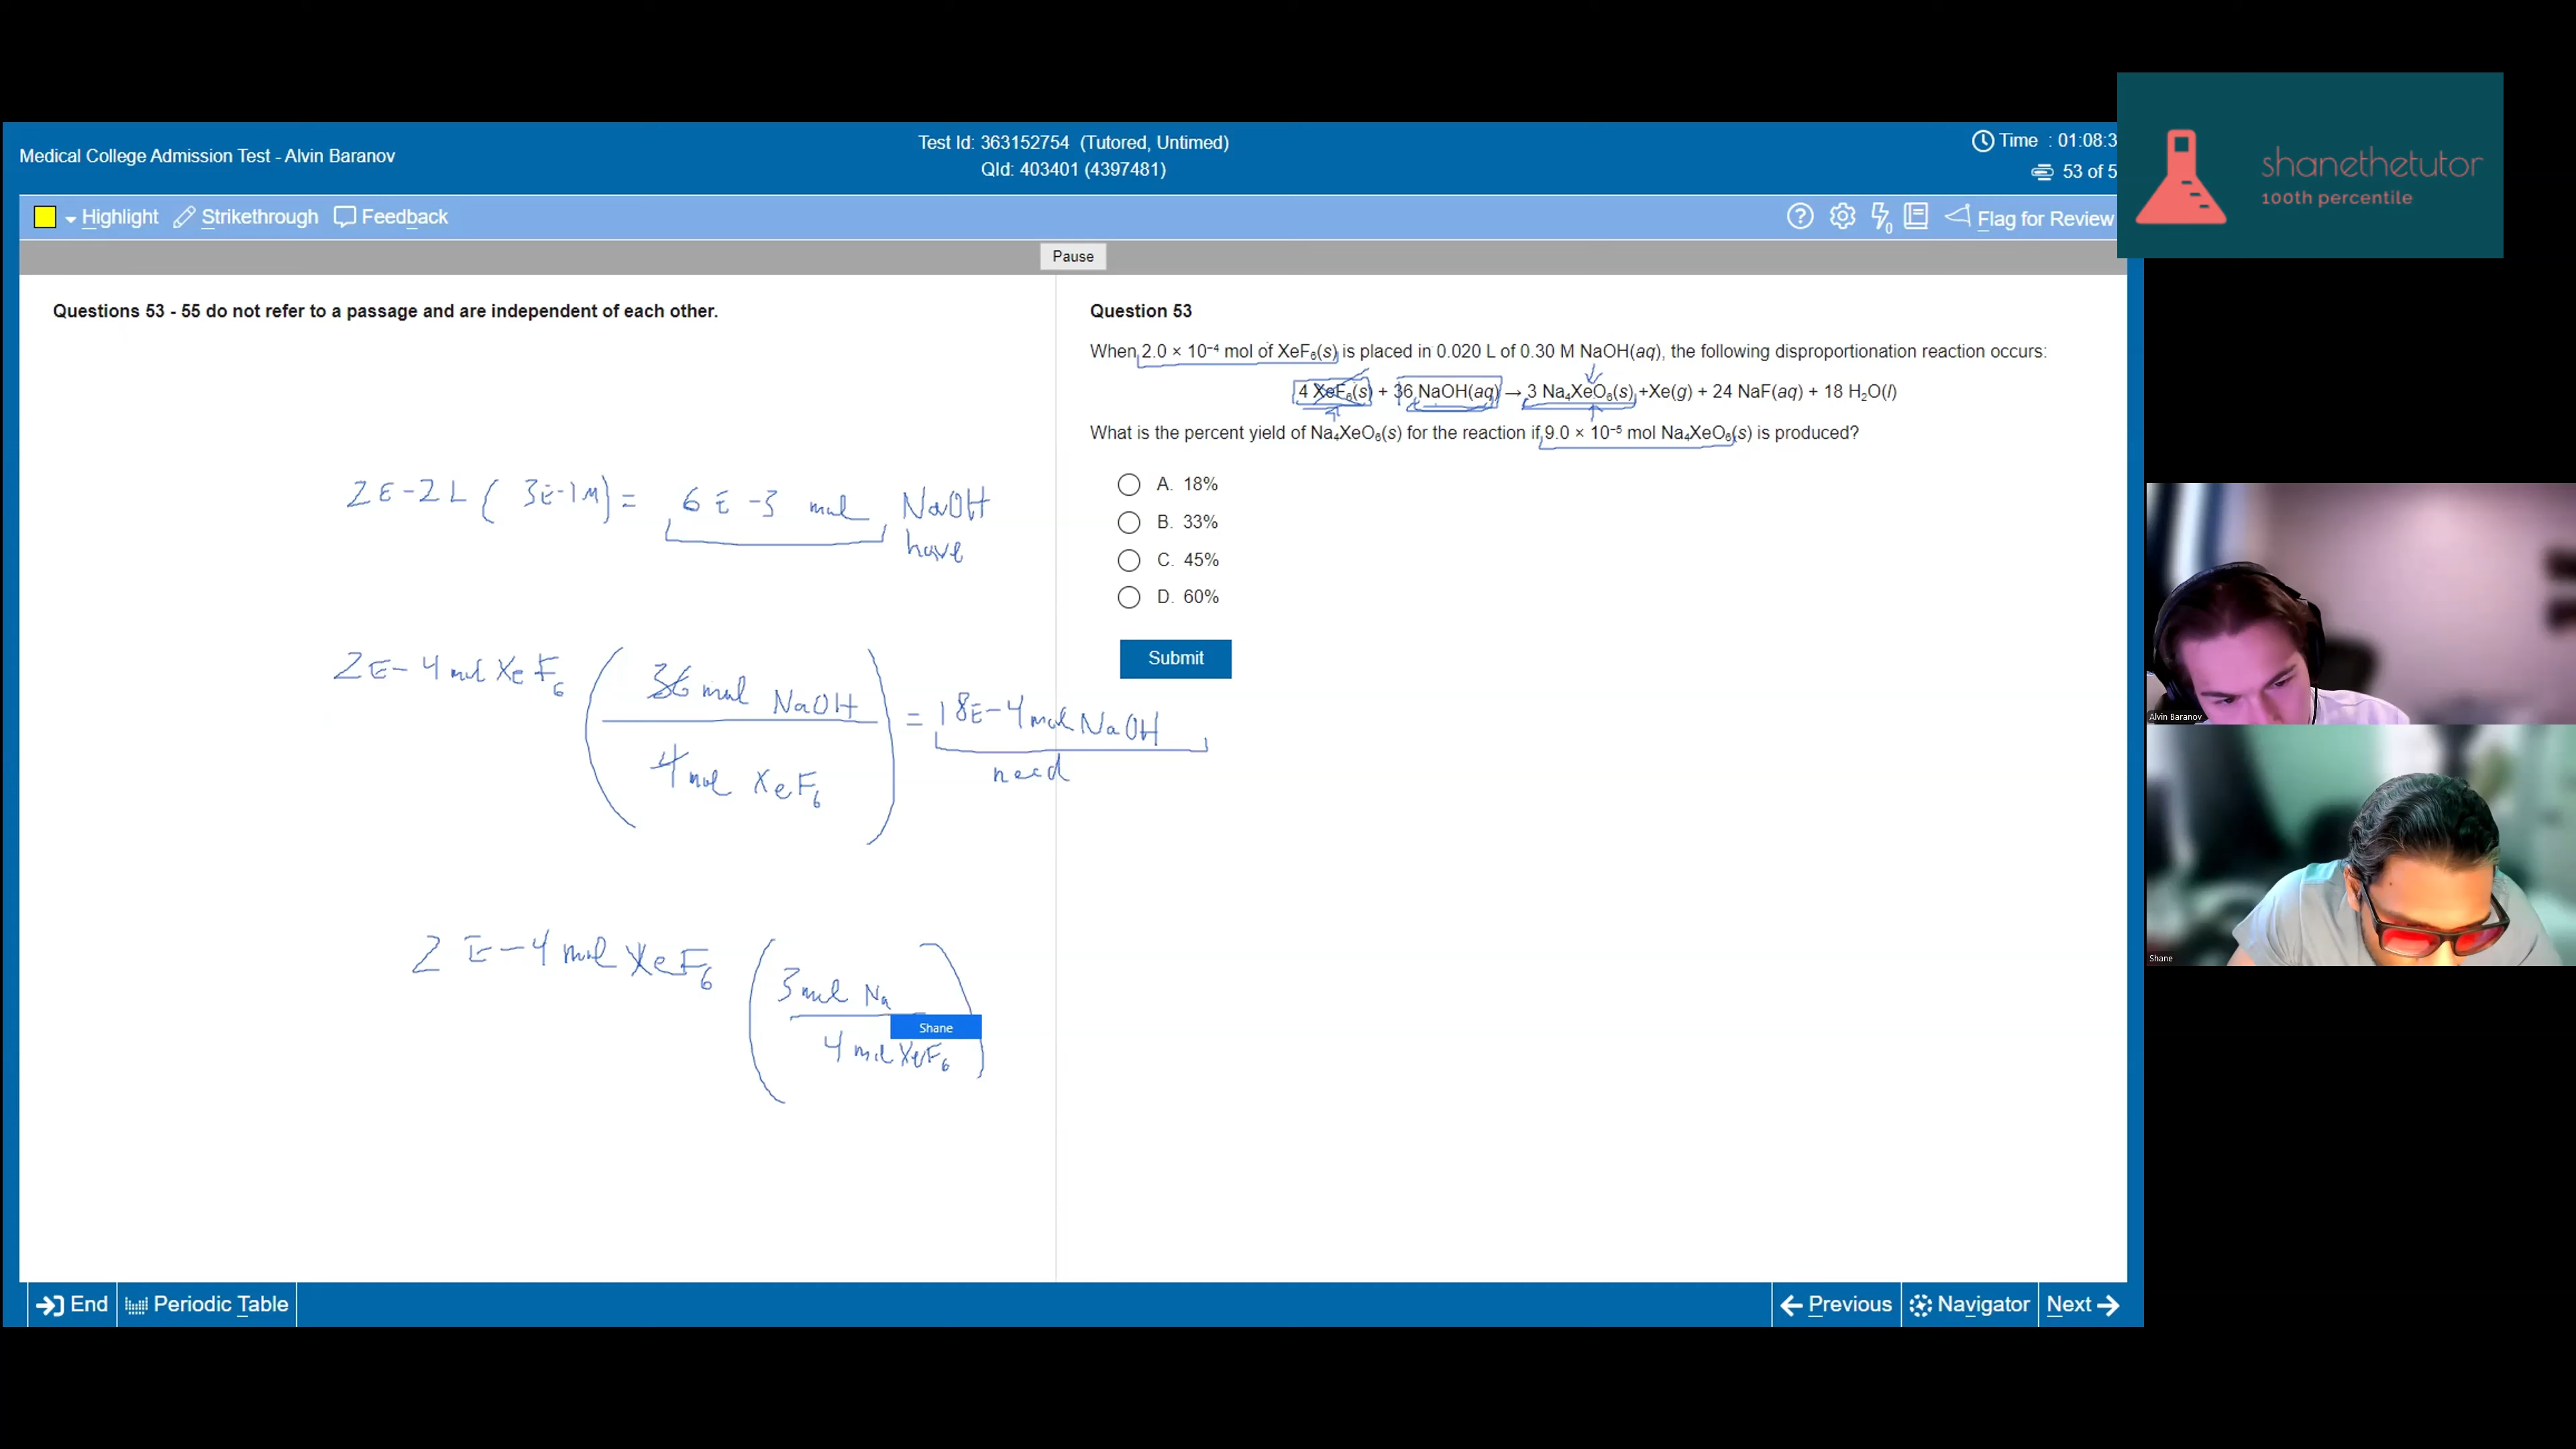 shanethetutor
100th percentile
Medical College Admission Test - Alvin Baranov
Test Id: 363152754 (Tutored, Untimed)
QId: 403401 (4397481)
Time : 01:08:3
53 of 5
Highlight Strikethrough Feedback
Flag for Review
Pause
Questions 53 - 55 do not refer to a passage and are independent of each other.
Question 53
When 2.0 × 10⁻⁴ mol of XeF₆(s) is placed in 0.020 L of 0.30 M NaOH(aq), the following disproportionation reaction occurs:
4 XeF₆(s) + 36 NaOH(aq) → 3 Na₄XeO₆(s) +Xe(g) + 24 NaF(aq) + 18 H₂O(l)
What is the percent yield of Na₄XeO₆(s) for the reaction if 9.0 × 10⁻⁵ mol Na₄XeO₆(s) is produced?
A. 18%
B. 33%
C. 45%
D. 60%
Submit
2E-2L ( 3E-1M) = 6E-3 mol NaOH
have
2E-4 mol XeF₆ ( 36 mol NaOH
4 mol XeF₆ ) = 18E-4 mol NaOH
need
2E-4 mol XeF₆ ( 3 mol Na
4 mol XeF₆ )
Shane
Alvin Baranov
Shane
End Periodic Table
Previous Navigator Next